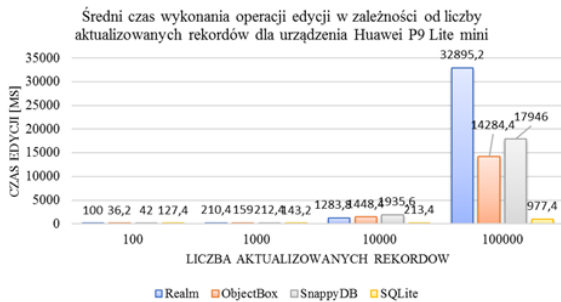 Średni czas wykonania operacji edycji w zależności od liczby
aktualizowanych rekordów dla urządzenia Huawei P9 Lite mini
CZAS EDYCJI [MS]
35000
30000
25000
20000
15000
10000
5000
0
100 36,2 42 127,4
210,4 159 212,4 143,2
1283,8 1448,4 1935,6 213,4
32895,2 14284,4 17946 977,4
100 1000 10000 100000
LICZBA AKTUALIZOWANYCH REKORDOW
Realm ObjectBox SnappyDB SQLite